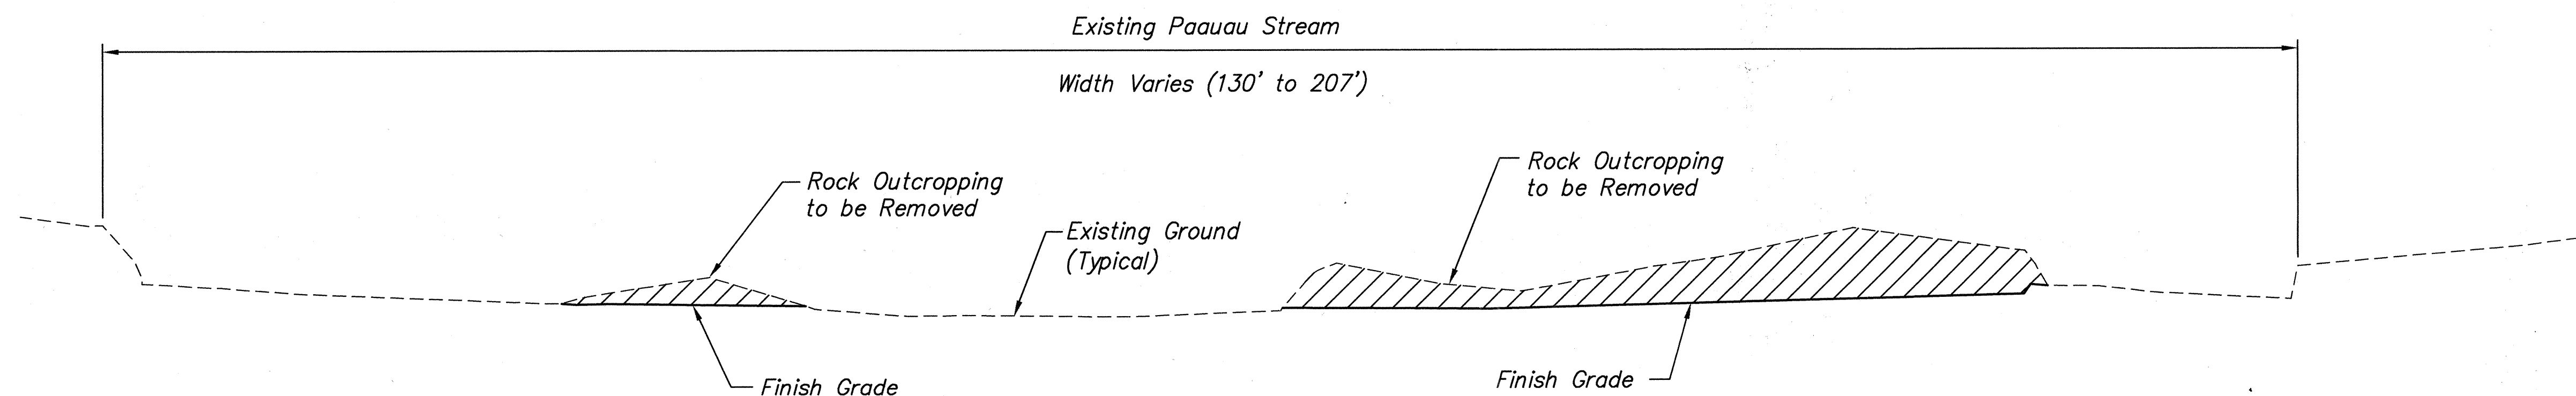 Existing Paauau Stream
Width Varies (130' to 207')
Rock Outcropping
to be Removed
Rock Outcropping
to be Removed
Existing Ground
(Typical)
Finish Grade
Finish Grade